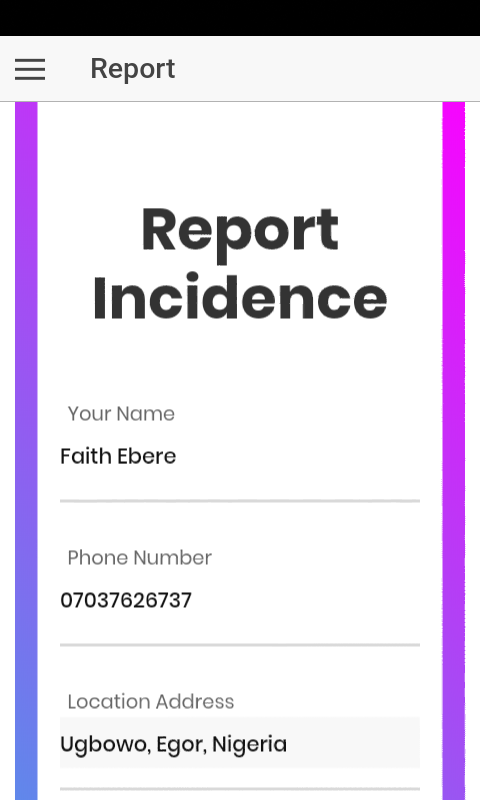 Report
Report
Incidence
Your Name
Faith Ebere
Phone Number
07037626737
Location Address
Ugbowo, Egor, Nigeria